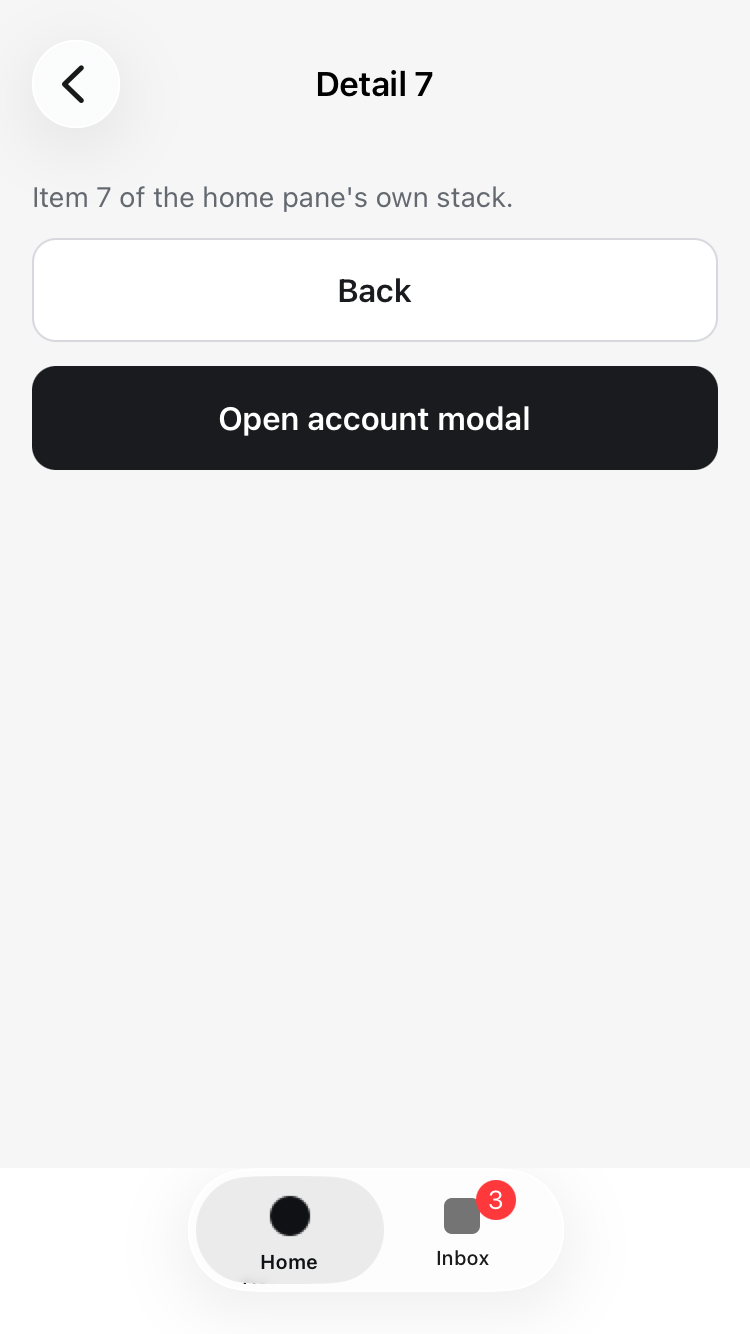 Detail 7
Item 7 of the home pane's own stack.
Back
Open account modal
3
Home
Inbox